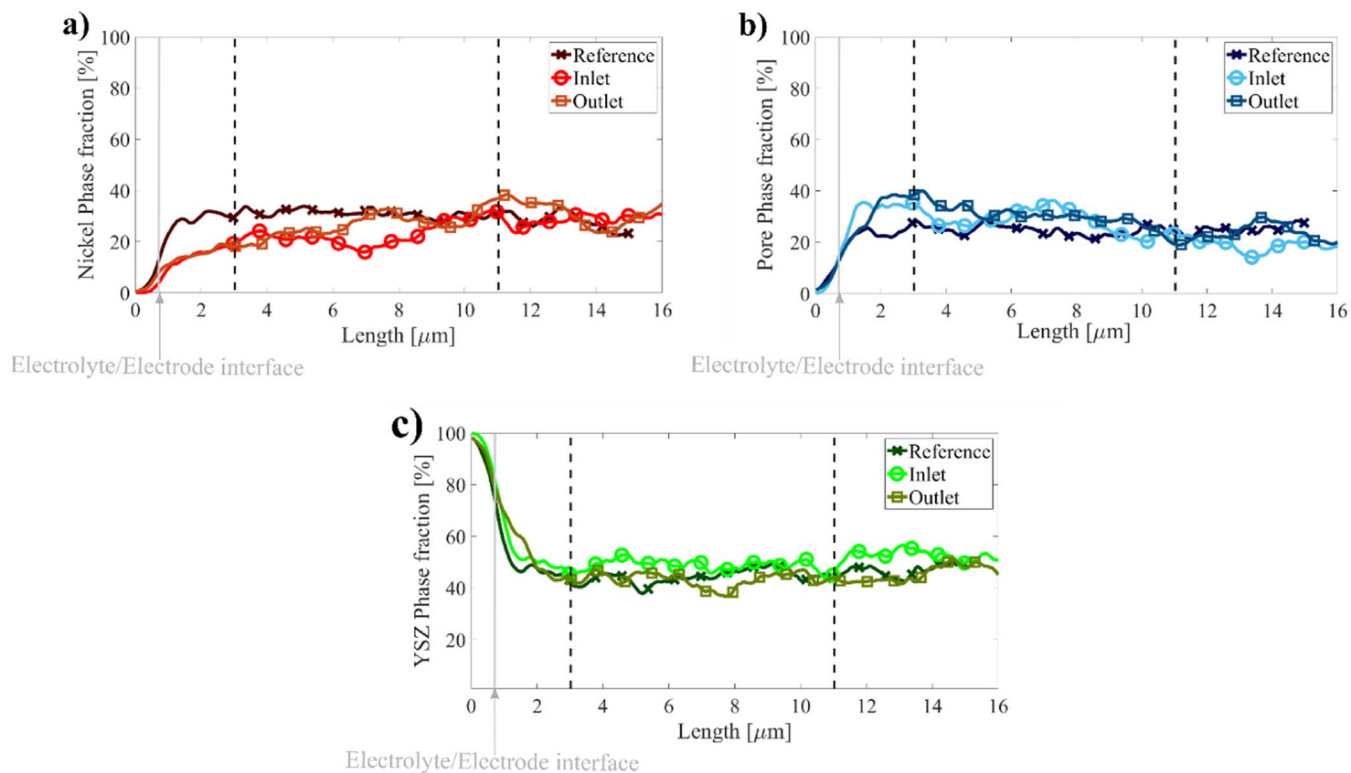 a)
Nickel Phase fraction [%]
100
80
60
40
20
0
Reference
Inlet
Outlet
0 2 4 6 8 10 12 14 16
Length [μm]
Electrolyte/Electrode interface
b)
Pore Phase fraction [%]
100
80
60
40
20
0
Reference
Inlet
Outlet
0 2 4 6 8 10 12 14 16
Length [μm]
Electrolyte/Electrode interface
c)
YSZ Phase fraction [%]
100
80
60
40
20
Reference
Inlet
Outlet
0 2 4 6 8 10 12 14 16
Length [μm]
Electrolyte/Electrode interface